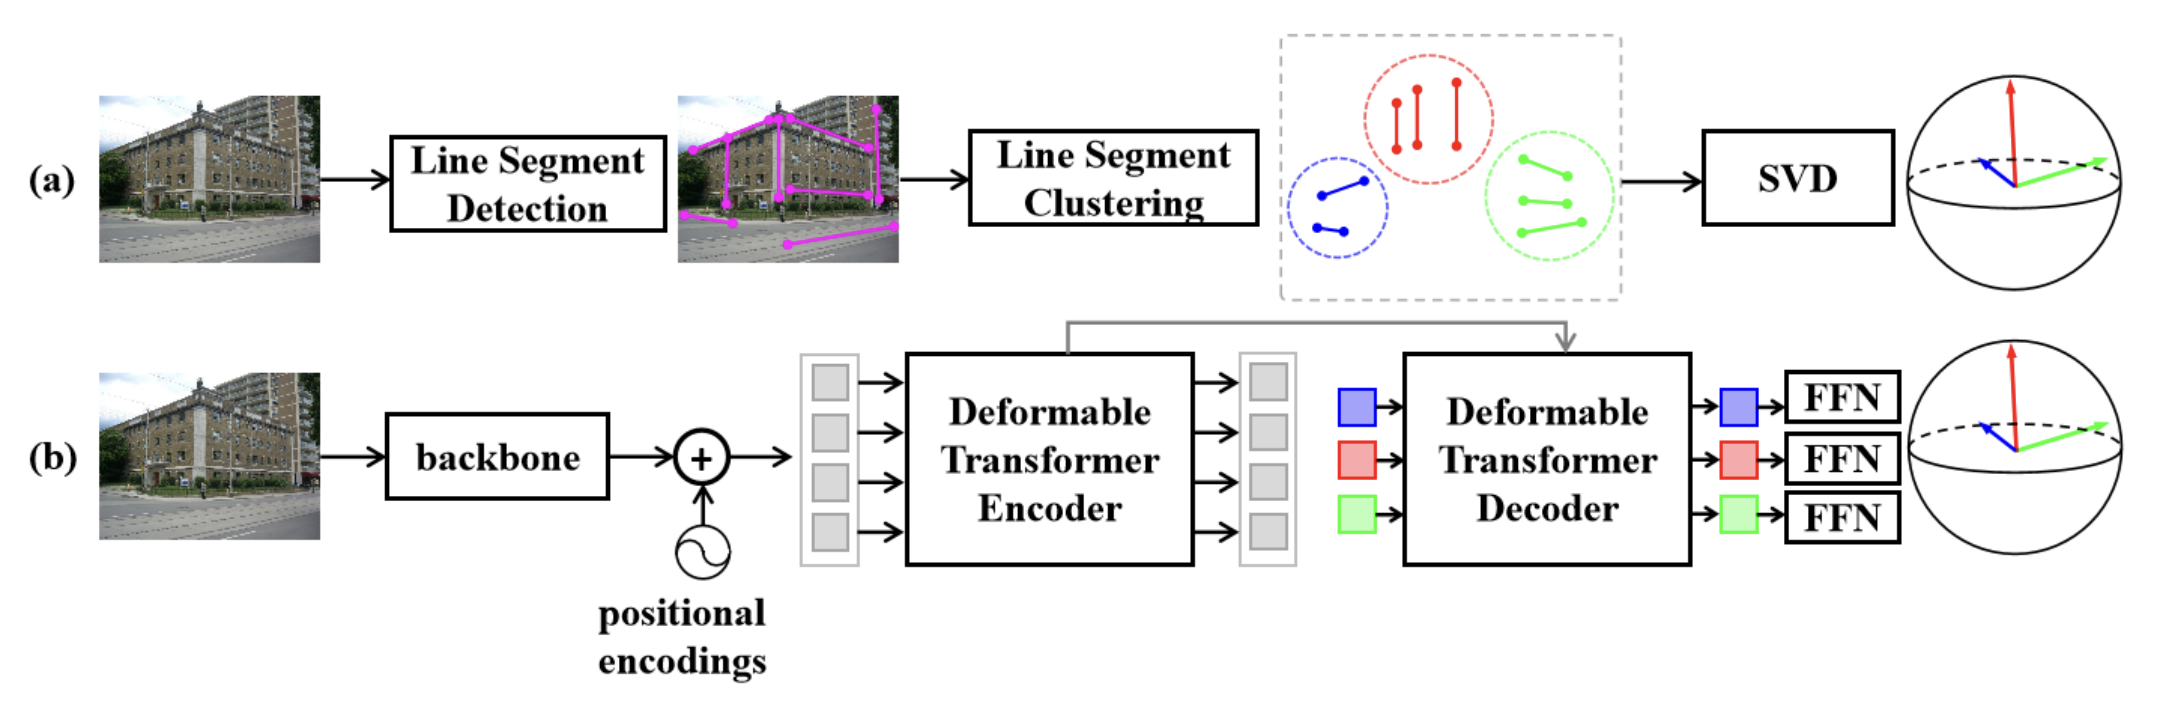 (a)
Line Segment
Detection
Line Segment
Clustering
SVD
(b)
backbone
+
positional
encodings
Deformable
Transformer
Encoder
Deformable
Transformer
Decoder
FFN
FFN
FFN